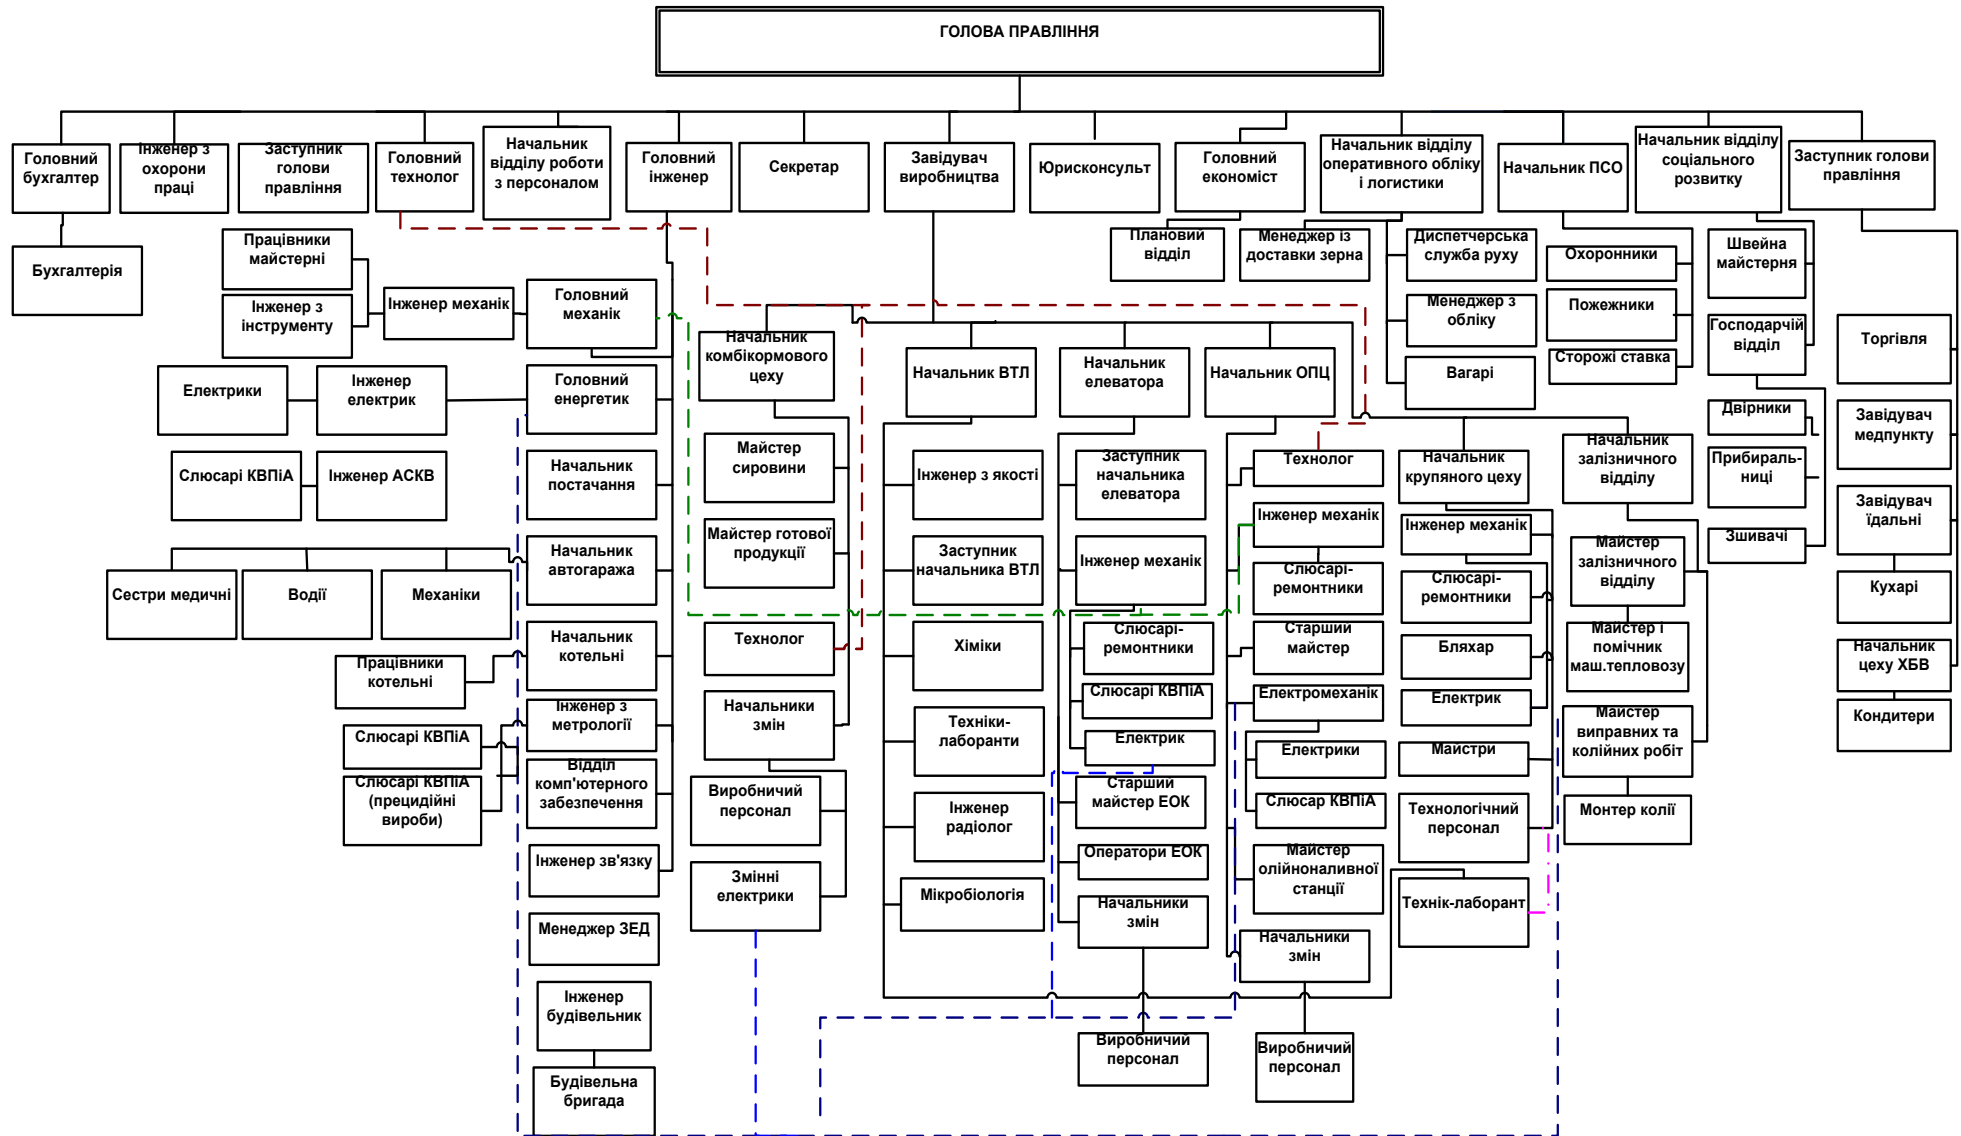 ГОЛОВА ПРАВЛІННЯ
Головний
бухгалтер
Інженер з
охорони
праці
Заступник
голови
правління
Головний
технолог
Начальник
відділу роботи
з персоналом
Головний
інженер
Секретар
Завідувач
виробництва
Юрисконсульт
Головний
економіст
Начальник відділу
оперативного обліку
і логистики
Начальник ПСО
Начальник відділу
соціального
розвитку
Заступник голови
правління
Бухгалтерія
Працівники
майстерні
Інженер з
інструменту
Інженер механік
Головний
механік
Електрики
Інженер
електрик
Головний
енергетик
Слюсарі КВПіА
Інженер АСКВ
Начальник
постачання
Начальник
автогаража
Сестри медичні
Водії
Механіки
Начальник
котельні
Працівники
котельні
Інженер з
метрології
Слюсарі КВПіА
Слюсарі КВПіА
(прецидійні
вироби)
Відділ
комп'ютерного
забезпечення
Інженер зв'язку
Менеджер ЗЕД
Інженер
будівельник
Будівельна
бригада
Начальник
комбікормового
цеху
Майстер
сировини
Майстер готової
продукції
Технолог
Начальники
змін
Виробничий
персонал
Змінні
електрики
Начальник ВТЛ
Інженер з якості
Заступник
начальника ВТЛ
Хіміки
Техніки-
лаборанти
Інженер
радіолог
Мікробіологія
Начальник
елеватора
Заступник
начальника
елеватора
Інженер механік
Слюсарі-
ремонтники
Слюсарі КВПіА
Електрик
Старший
майстер ЕОК
Оператори ЕОК
Начальники
змін
Виробничий
персонал
Начальник ОПЦ
Технолог
Інженер механік
Слюсарі-
ремонтники
Старший
майстер
Електромеханік
Електрики
Слюсар КВПіА
Майстер
олійноналивної
станції
Начальники
змін
Виробничий
персонал
Плановий
відділ
Менеджер із
доставки зерна
Диспетчерська
служба руху
Менеджер з
обліку
Вагарі
Начальник
крупяного цеху
Інженер механік
Слюсарі-
ремонтники
Бляхар
Електрик
Майстри
Технологічний
персонал
Технік-лаборант
Охоронники
Пожежники
Сторожі ставка
Начальник
залізничного
відділу
Майстер
залізничного
відділу
Майстер і
помічник
маш.тепловозу
Майстер
виправних та
колійних робіт
Монтер колії
Швейна
майстерня
Господарчій
відділ
Двірники
Прибираль-
ниці
Зшивачі
Торгівля
Завідувач
медпункту
Завідувач
їдальні
Кухарі
Начальник
цеху ХБВ
Кондитери